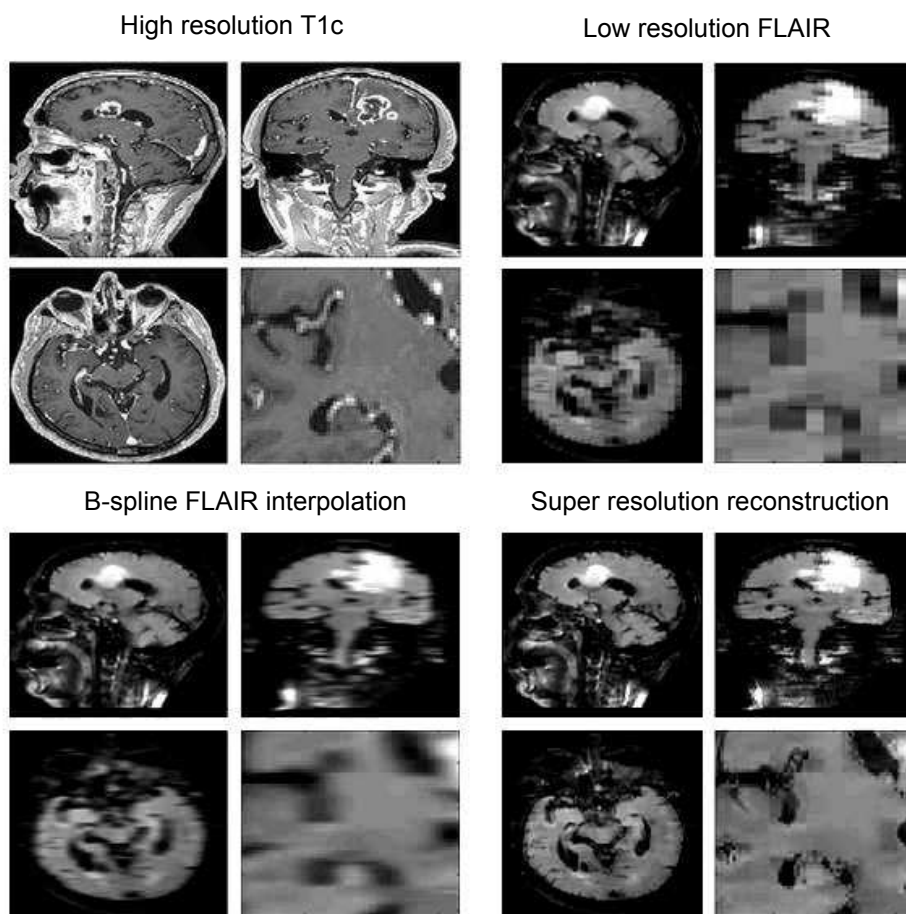 High resolution T1c
Low resolution FLAIR
B-spline FLAIR interpolation
Super resolution reconstruction